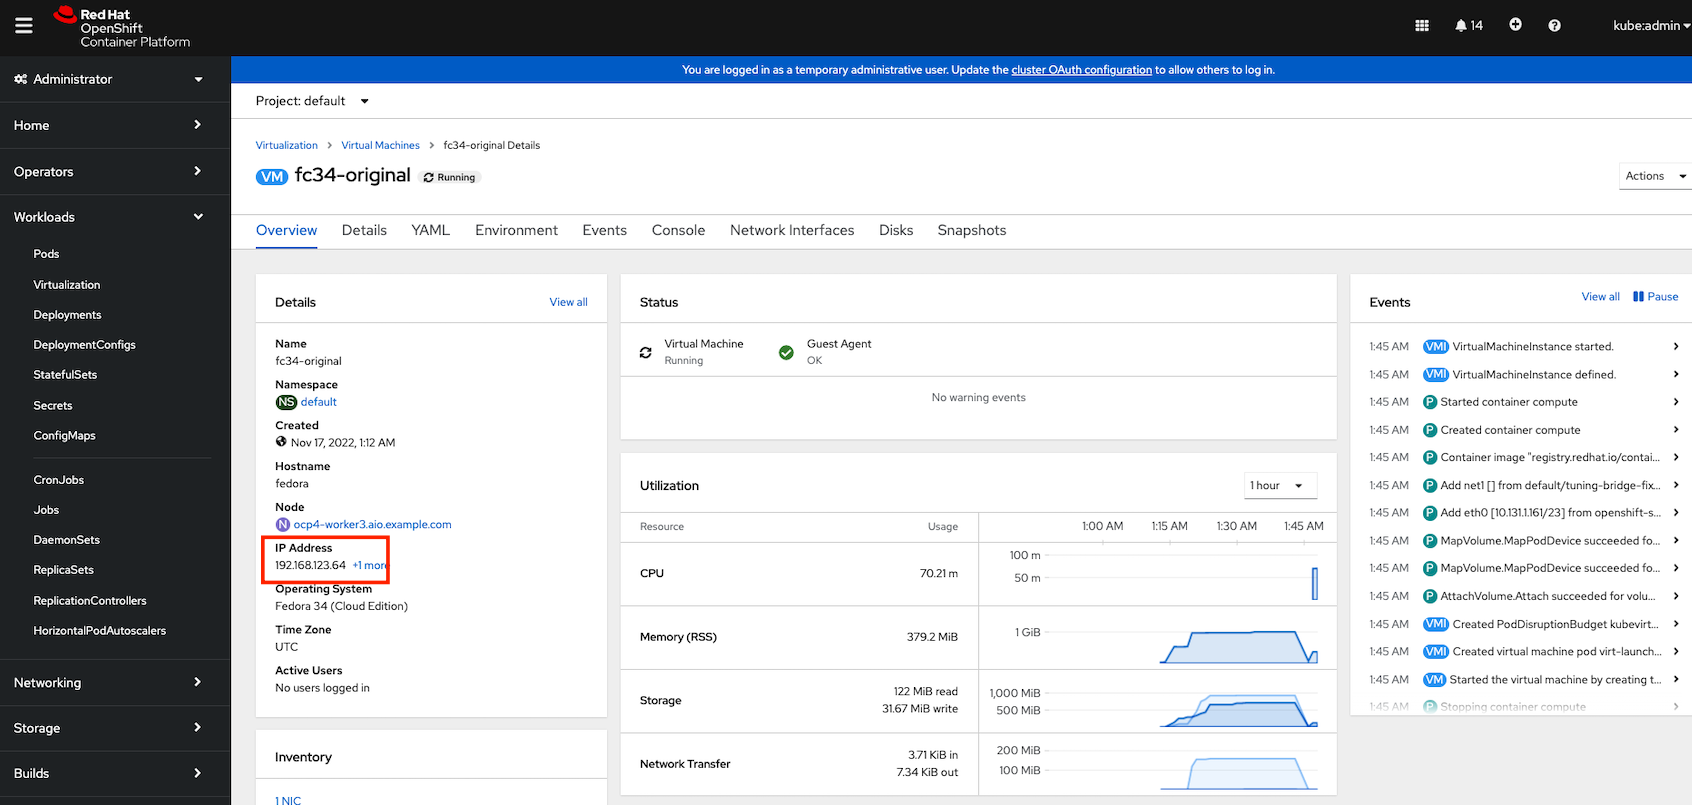 Red Hat
OpenShift
Container Platform
14
kube:admin
Administrator
Home
Operators
Workloads
Pods
Virtualization
Deployments
DeploymentConfigs
StatefulSets
Secrets
ConfigMaps
CronJobs
Jobs
DaemonSets
ReplicaSets
ReplicationControllers
HorizontalPodAutoscalers
Networking
Storage
Builds
You are logged in as a temporary administrative user. Update the cluster OAuth configuration to allow others to log in.
Project: default
Virtualization > Virtual Machines > fc34-original Details
VM fc34-original Running
Actions
Overview Details YAML Environment Events Console Network Interfaces Disks Snapshots
Details View all
Name
fc34-original
Namespace
NS default
Created
Nov 17, 2022, 1:12 AM
Hostname
fedora
Node
N ocp4-worker3.aio.example.com
IP Address
192.168.123.64 +1 more
Operating System
Fedora 34 (Cloud Edition)
Time Zone
UTC
Active Users
No users logged in
Inventory
1 NIC
Status
Virtual Machine
Running
Guest Agent
OK
No warning events
Utilization 1 hour
Resource Usage 1:00 AM 1:15 AM 1:30 AM 1:45 AM
CPU 70.21 m
100 m
50 m
Memory (RSS) 379.2 MiB
1 GiB
Storage
122 MiB read
31.67 MiB write
1,000 MiB
500 MiB
Network Transfer
3.71 KiB in
7.34 KiB out
200 MiB
100 MiB
Events View all Pause
1:45 AM VMI VirtualMachineInstance started.
1:45 AM VMI VirtualMachineInstance defined.
1:45 AM P Started container compute
1:45 AM P Created container compute
1:45 AM P Container image "registry.redhat.io/contai...
1:45 AM P Add net1 [] from default/tuning-bridge-fix...
1:45 AM P Add eth0 [10.131.1.161/23] from openshift-s...
1:45 AM P MapVolume.MapPodDevice succeeded fo...
1:45 AM P MapVolume.MapPodDevice succeeded fo...
1:45 AM P AttachVolume.Attach succeeded for volu...
1:45 AM VMI Created PodDisruptionBudget kubevirt...
1:45 AM VMI Created virtual machine pod virt-launch...
1:45 AM VM Started the virtual machine by creating t...
1:45 AM P Stopping container compute